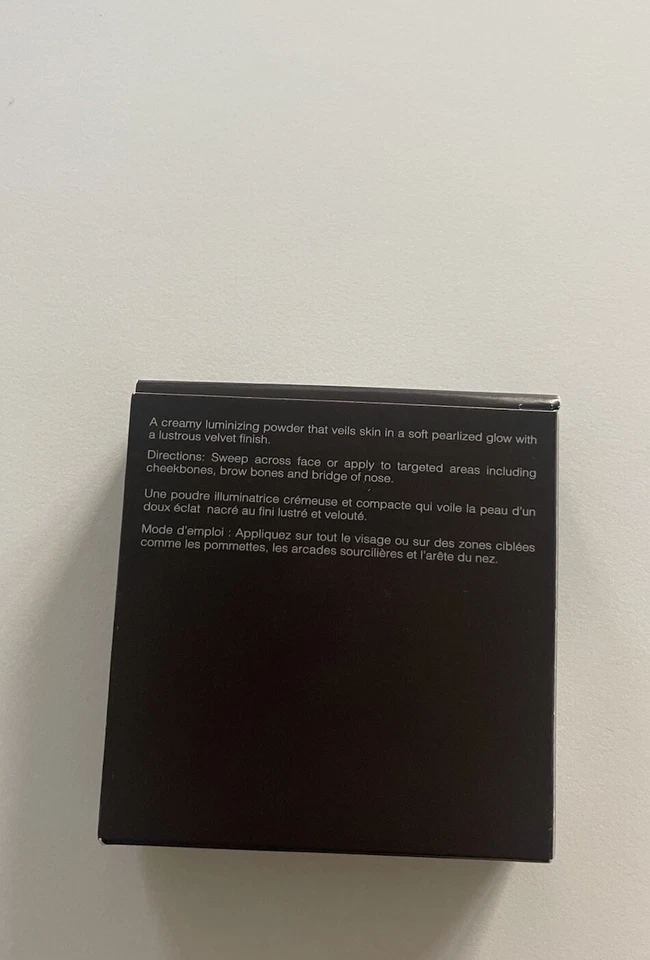 A creamy luminizing powder that veils skin in a soft pearlized glow with
a lustrous velvet finish.
Directions: Sweep across face or apply to targeted areas including
cheekbones, brow bones and bridge of nose.
Une poudre illuminatrice crémeuse et compacte qui voile la peau d'un
doux éclat nacré au fini lustré et velouté.
Mode d'emploi : Appliquez sur tout le visage ou sur des zones ciblées
comme les pommettes, les arcades sourcilières et l'arête du nez.